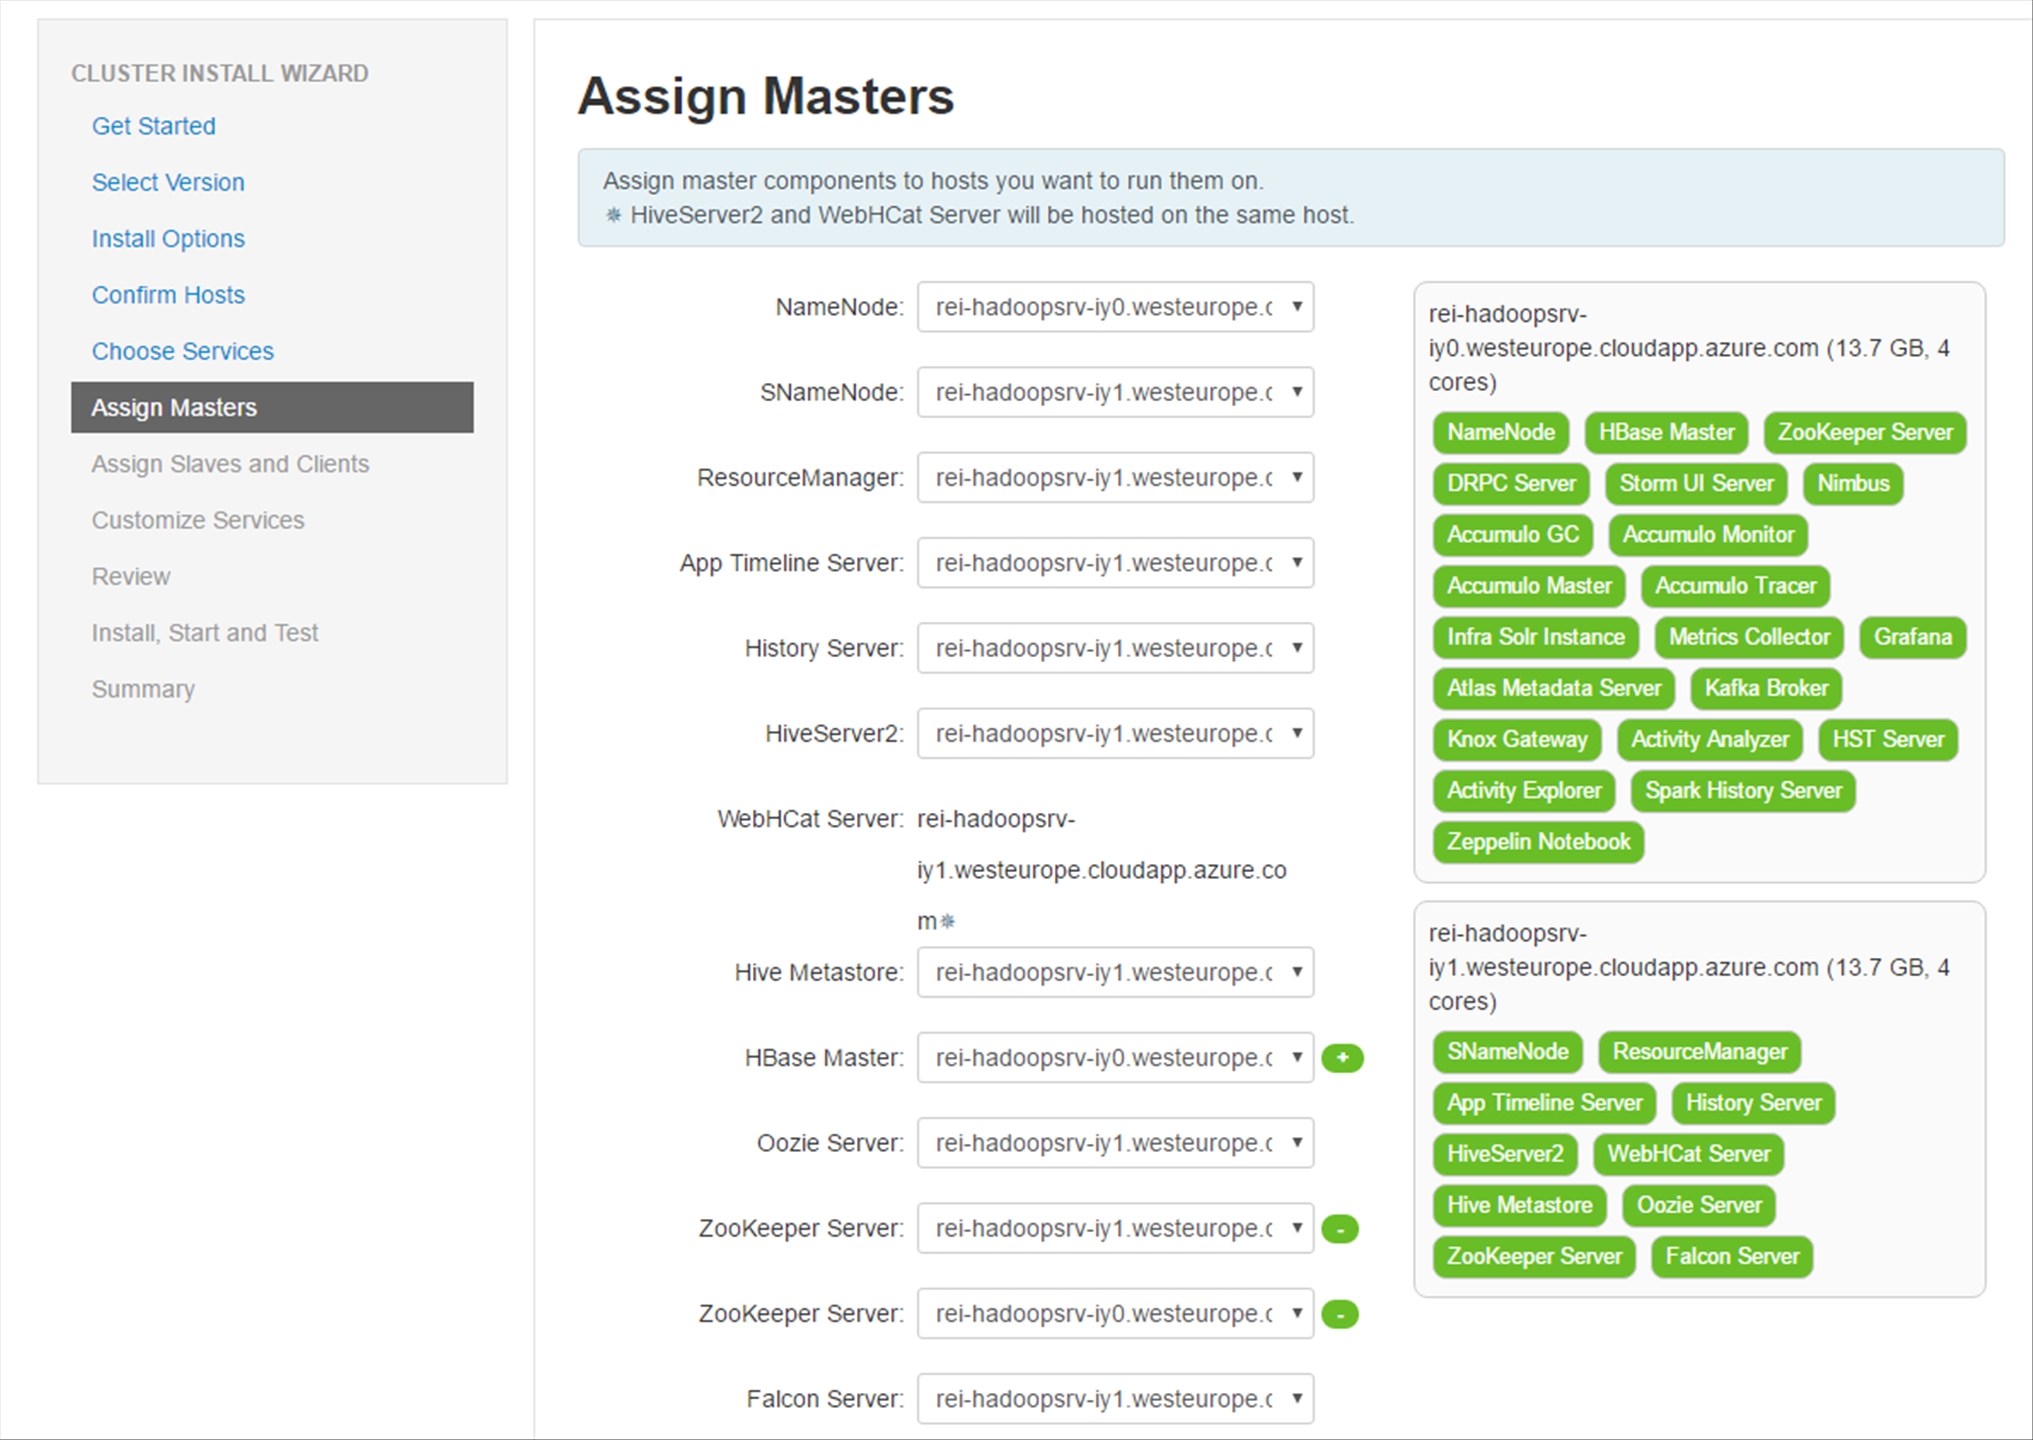 CLUSTER INSTALL WIZARD
Get Started
Select Version
Install Options
Confirm Hosts
Choose Services
Assign Masters
Assign Slaves and Clients
Customize Services
Review
Install, Start and Test
Summary
Assign Masters
Assign master components to hosts you want to run them on.
✵ HiveServer2 and WebHCat Server will be hosted on the same host.
NameNode: rei-hadoopsrv-iy0.westeurope.c
SNameNode: rei-hadoopsrv-iy1.westeurope.c
ResourceManager: rei-hadoopsrv-iy1.westeurope.c
App Timeline Server: rei-hadoopsrv-iy1.westeurope.c
History Server: rei-hadoopsrv-iy1.westeurope.c
HiveServer2: rei-hadoopsrv-iy1.westeurope.c
WebHCat Server: rei-hadoopsrv-
iy1.westeurope.cloudapp.azure.co
m✵
Hive Metastore: rei-hadoopsrv-iy1.westeurope.c
HBase Master: rei-hadoopsrv-iy0.westeurope.c +
Oozie Server: rei-hadoopsrv-iy1.westeurope.c
ZooKeeper Server: rei-hadoopsrv-iy1.westeurope.c -
ZooKeeper Server: rei-hadoopsrv-iy0.westeurope.c -
Falcon Server: rei-hadoopsrv-iy1.westeurope.c
rei-hadoopsrv-
iy0.westeurope.cloudapp.azure.com (13.7 GB, 4
cores)
NameNode HBase Master ZooKeeper Server
DRPC Server Storm UI Server Nimbus
Accumulo GC Accumulo Monitor
Accumulo Master Accumulo Tracer
Infra Solr Instance Metrics Collector Grafana
Atlas Metadata Server Kafka Broker
Knox Gateway Activity Analyzer HST Server
Activity Explorer Spark History Server
Zeppelin Notebook
rei-hadoopsrv-
iy1.westeurope.cloudapp.azure.com (13.7 GB, 4
cores)
SNameNode ResourceManager
App Timeline Server History Server
HiveServer2 WebHCat Server
Hive Metastore Oozie Server
ZooKeeper Server Falcon Server